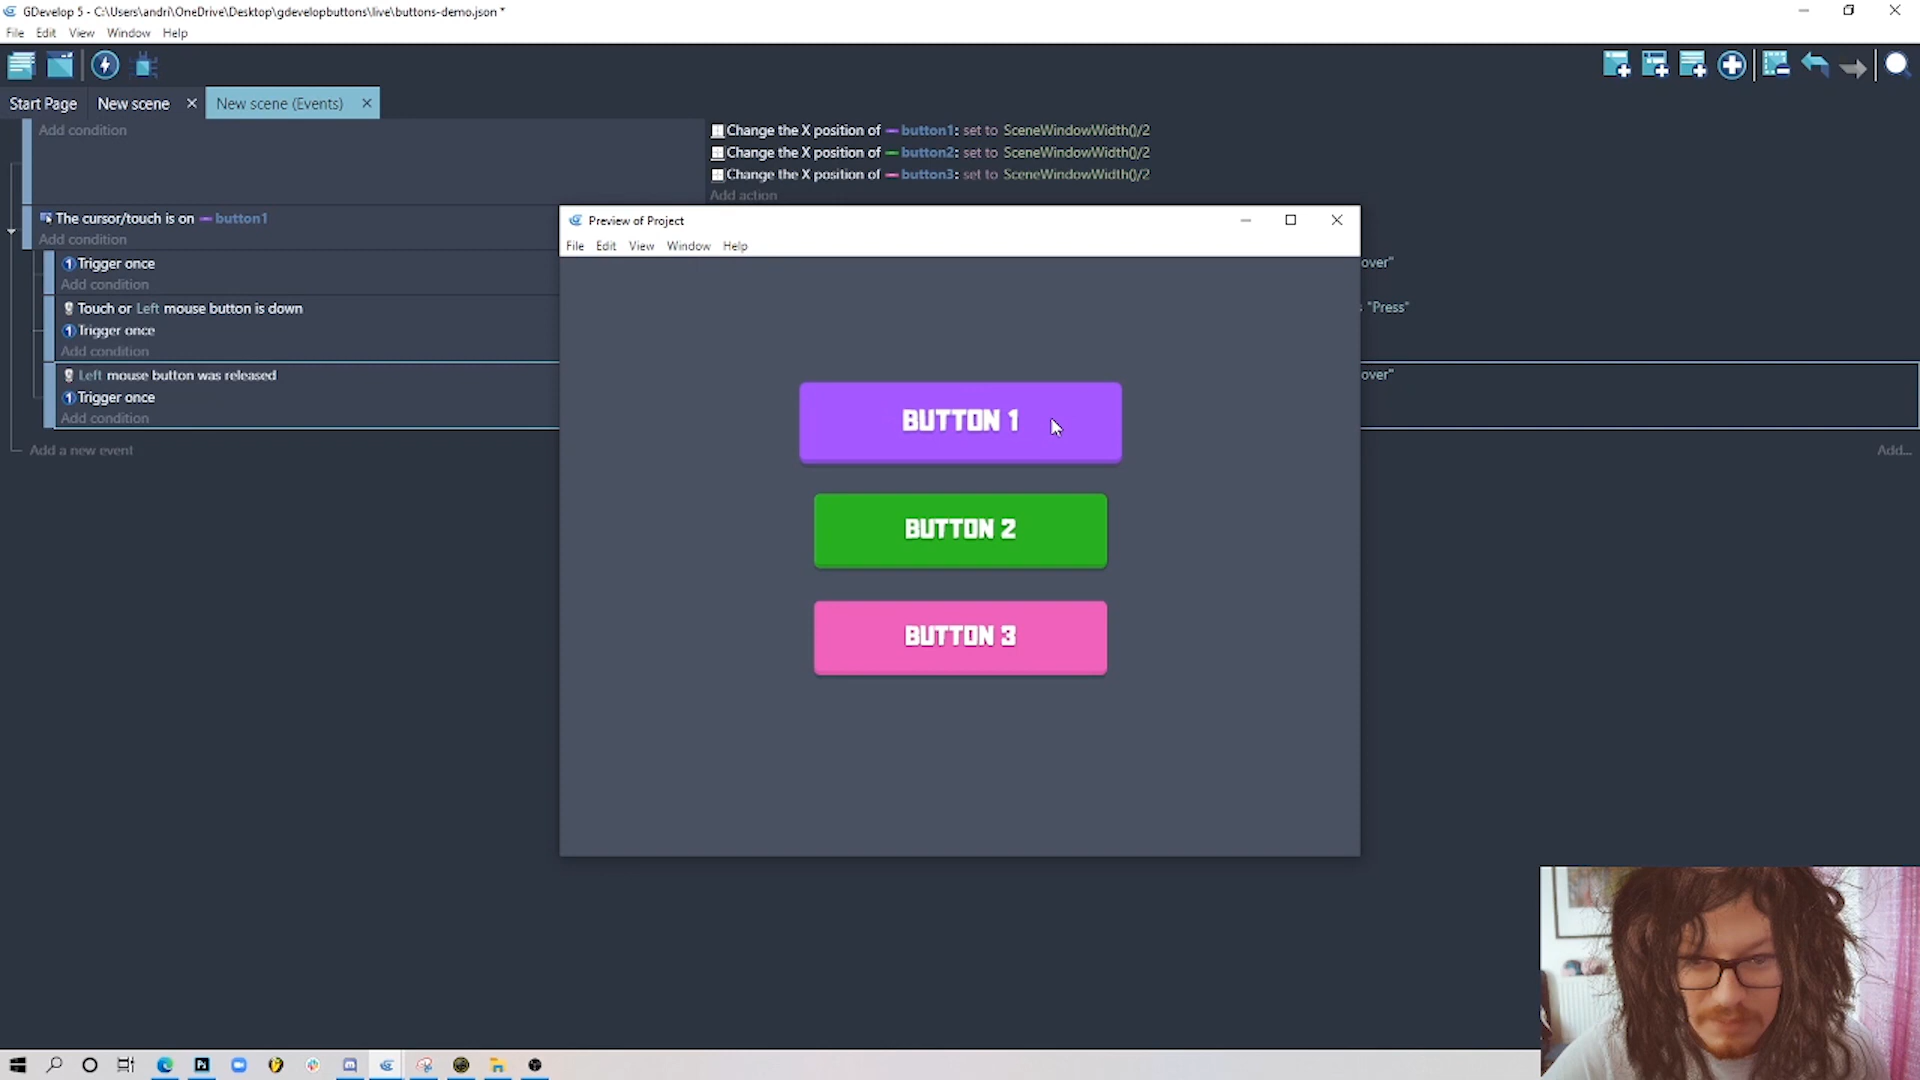 GDevelop 5 - C:\Users\andri\OneDrive\Desktop\gdevelopbuttons\live\buttons-demo.json *
File Edit View Window Help
Start Page New scene New scene (Events)
Add condition
Change the X position of button1: set to SceneWindowWidth()/2
Change the X position of button2: set to SceneWindowWidth()/2
Change the X position of button3: set to SceneWindowWidth()/2
Add action
The cursor/touch is on button1
Add condition
Trigger once
over"
Add condition
Touch or Left mouse button is down
"Press"
Trigger once
Add condition
Left mouse button was released
over"
Trigger once
Add condition
Add a new event
Add...
Preview of Project
File Edit View Window Help
BUTTON 1
BUTTON 2
BUTTON 3